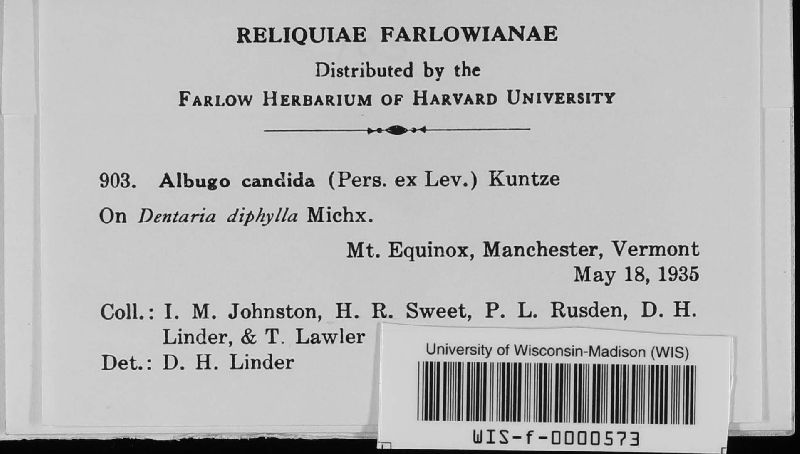 RELIQUIAE FARLOWIANAE
Distributed by the
FARLOW HERBARIUM OF HARVARD UNIVERSITY
903. Albugo candida (Pers. ex Lev.) Kuntze
On Dentaria diphylla Michx.
Mt. Equinox, Manchester, Vermont
May 18, 1935
Coll.: I. M. Johnston, H. R. Sweet, P. L. Rusden, D. H.
Linder, & T. Lawler
Det.: D. H. Linder
University of Wisconsin-Madison (WIS)
WIS-f-0000573